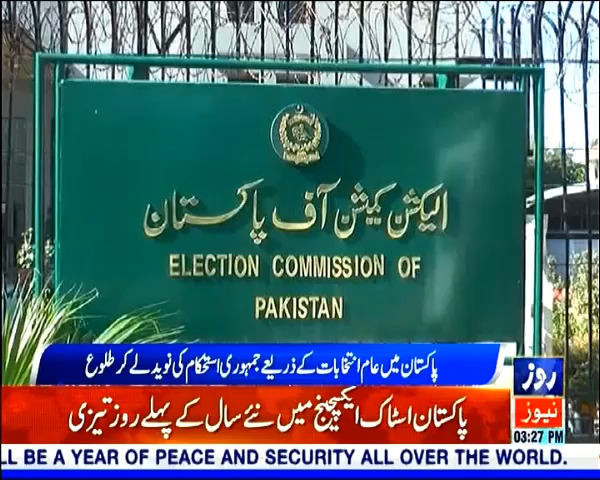 الیکشن کمیشن آف پاکستان
ELECTION COMMISSION OF
PAKISTAN
پاکستان میں عام انتخابات کے ذریعے جمہوری استحکام کی نوید لے کر طلوع
روز
نیوز
پاکستان اسٹاک ایکسچینج میں نئے سال کے پہلے روز تیزی
03:27 PM
LL BE A YEAR OF PEACE AND SECURITY ALL OVER THE WORLD.